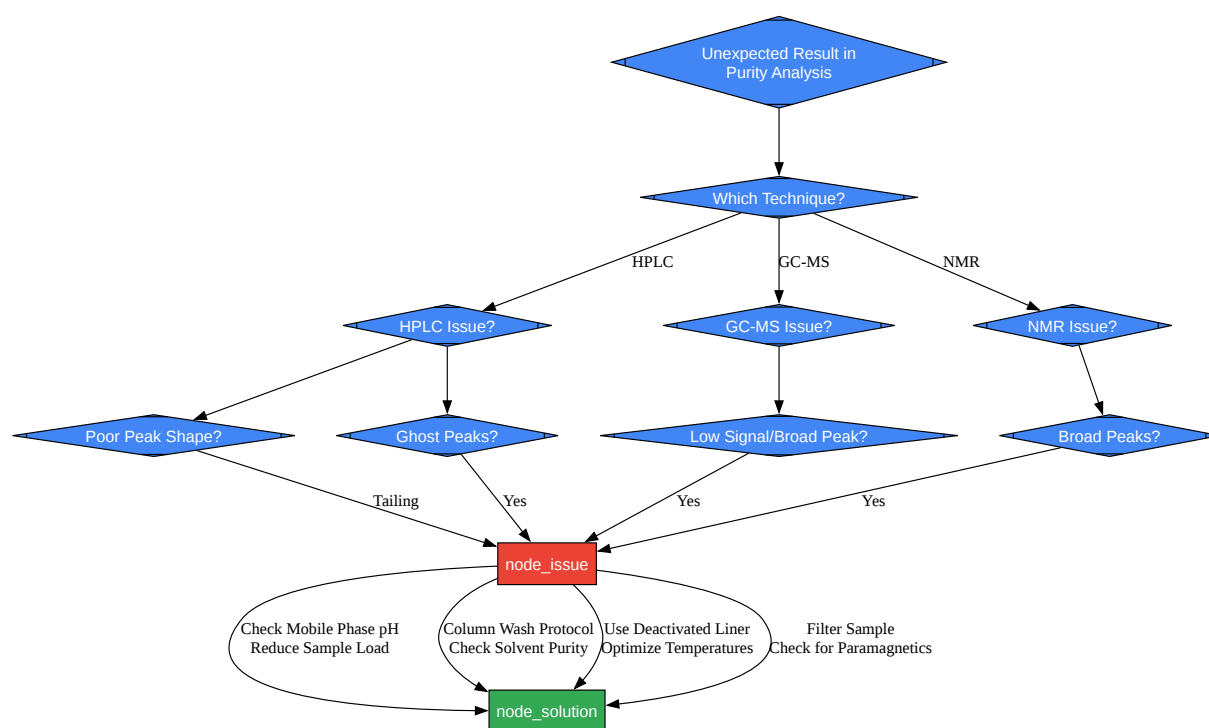 Unexpected Result in
Purity Analysis
Which Technique?
HPLC
GC-MS
NMR
HPLC Issue?
GC-MS Issue?
NMR Issue?
Poor Peak Shape?
Ghost Peaks?
Low Signal/Broad Peak?
Broad Peaks?
Tailing
Yes
Yes
Yes
node_issue
Check Mobile Phase pH
Reduce Sample Load
Column Wash Protocol
Check Solvent Purity
Use Deactivated Liner
Optimize Temperatures
Filter Sample
Check for Paramagnetics
node_solution